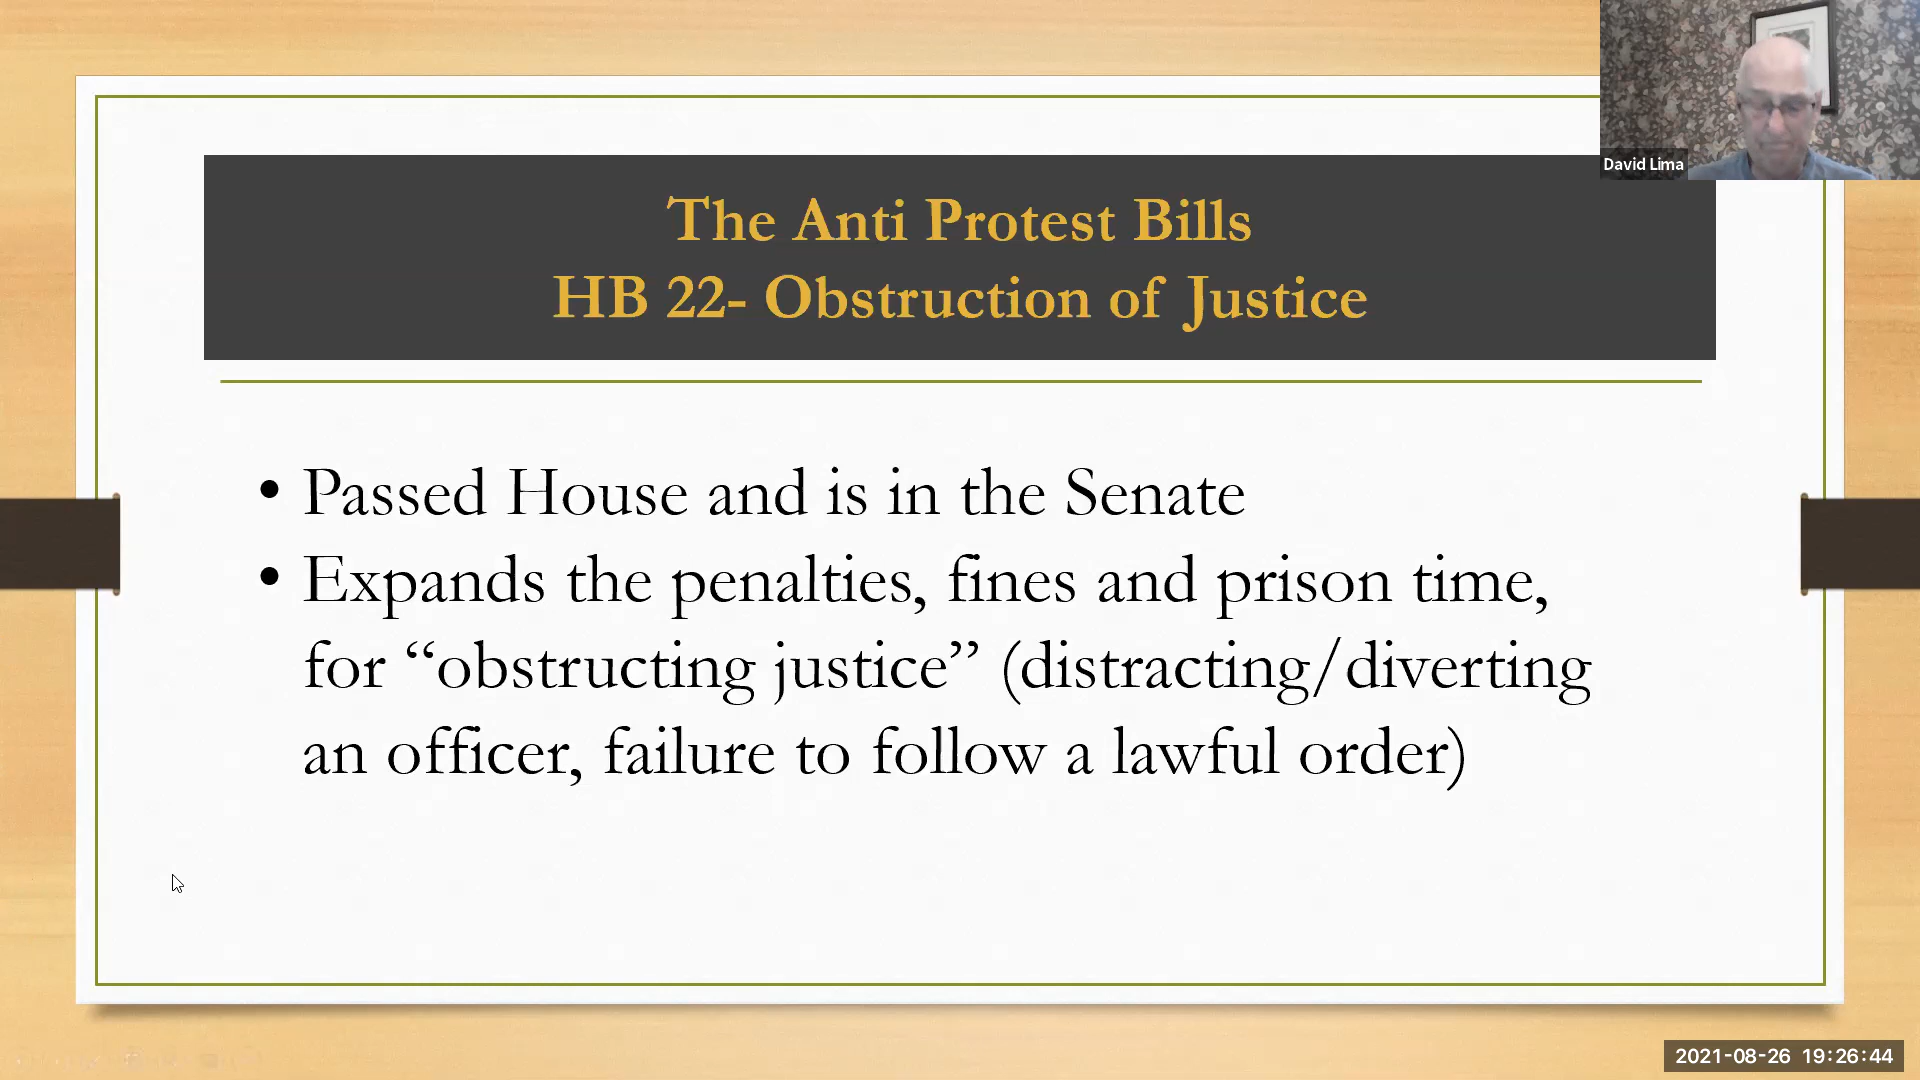 David Lima
The Anti Protest Bills
HB 22- Obstruction of Justice
• Passed House and is in the Senate
• Expands the penalties, fines and prison time,
for “obstructing justice” (distracting/diverting
an officer, failure to follow a lawful order)
2021-08-26 19:26:44